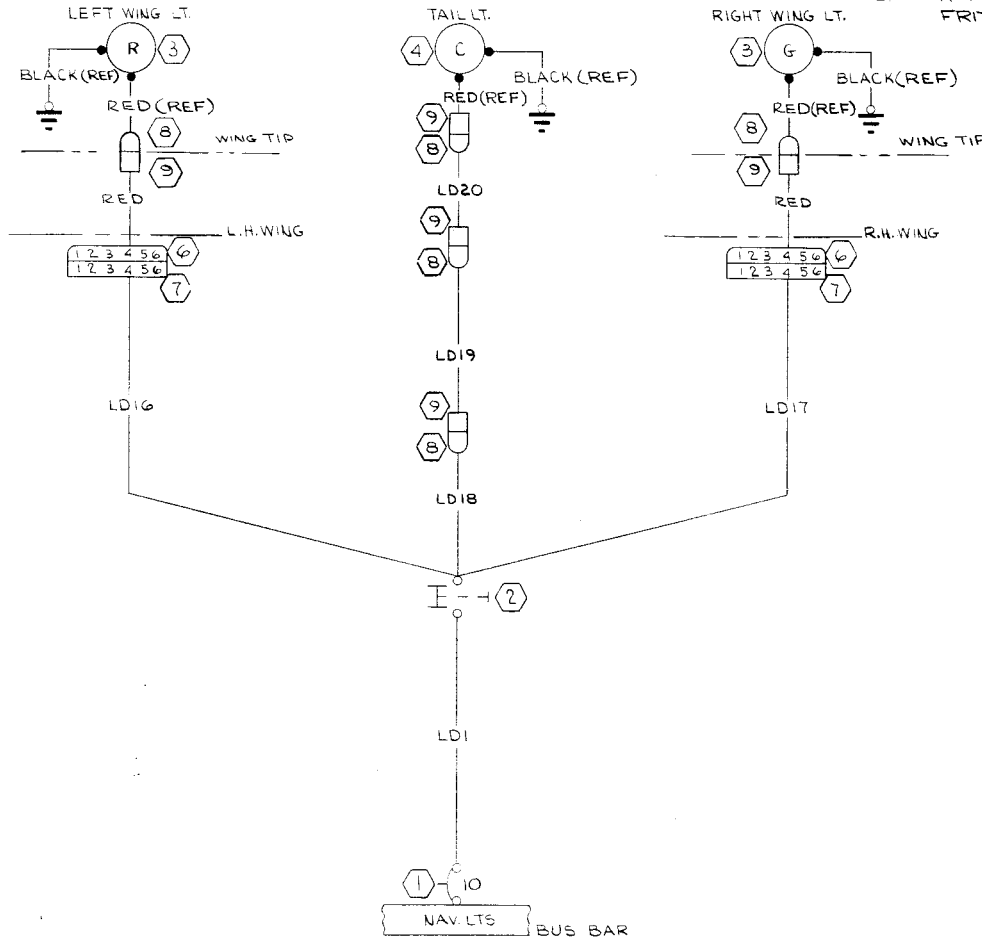 LEFT WING LT.
TAIL LT.
RIGHT WING LT.
R
3
4
C
3
G
BLACK (REF)
BLACK (REF)
BLACK (REF)
RED (REF)
RED (REF)
RED (REF)
8
9
8
WING TIP
8
WING TIP
9
9
RED
LD20
RED
L.H. WING
9
R.H. WING
1 2 3 4 5 6
6
8
1 2 3 4 5 6
6
1 2 3 4 5 6
7
1 2 3 4 5 6
7
LD19
LD16
9
LD17
8
LD18
2
LD1
1
10
NAV. LTS
BUS BAR